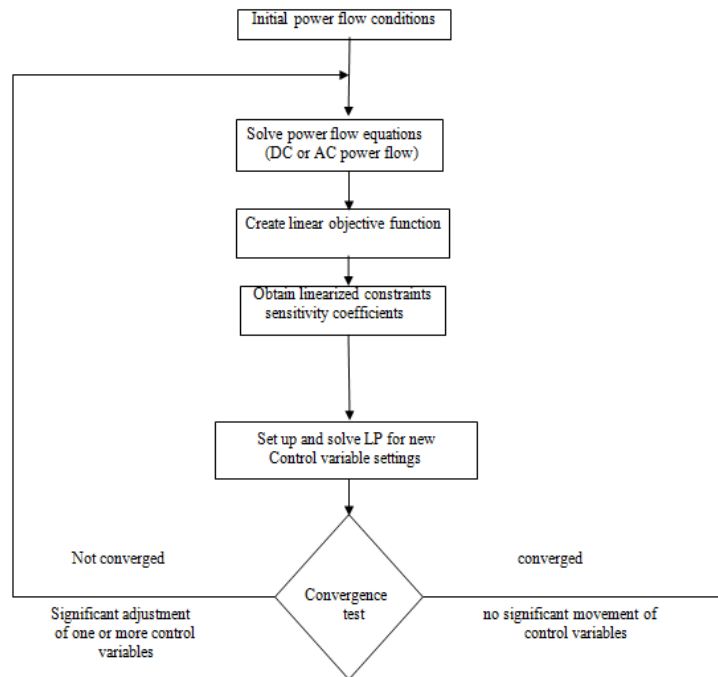 Initial power flow conditions
Solve power flow equations
(DC or AC power flow)
Create linear objective function
Obtain linearized constraints
sensitivity coefficients
Set up and solve LP for new
Control variable settings
Not converged
converged
Convergence
test
Significant adjustment
of one or more control
variables
no significant movement of
control variables